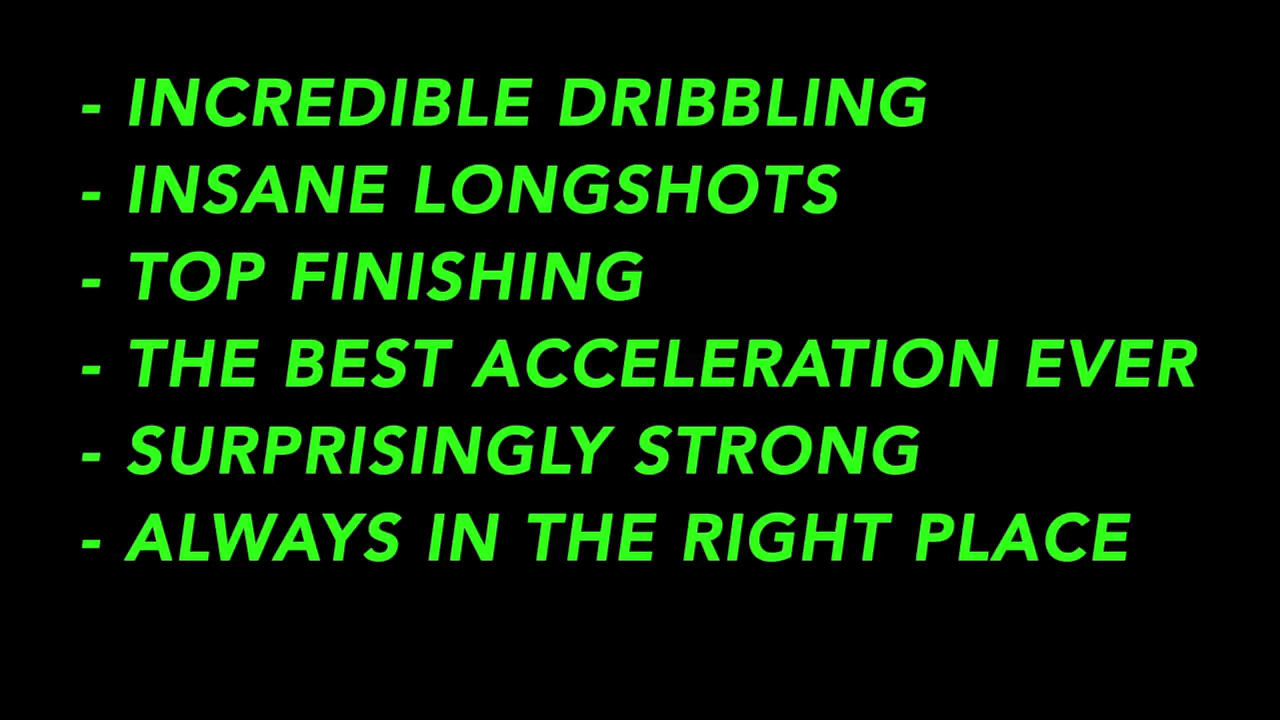 - INCREDIBLE DRIBBLING
- INSANE LONGSHOTS
- TOP FINISHING
- THE BEST ACCELERATION EVER
- SURPRISINGLY STRONG
- ALWAYS IN THE RIGHT PLACE